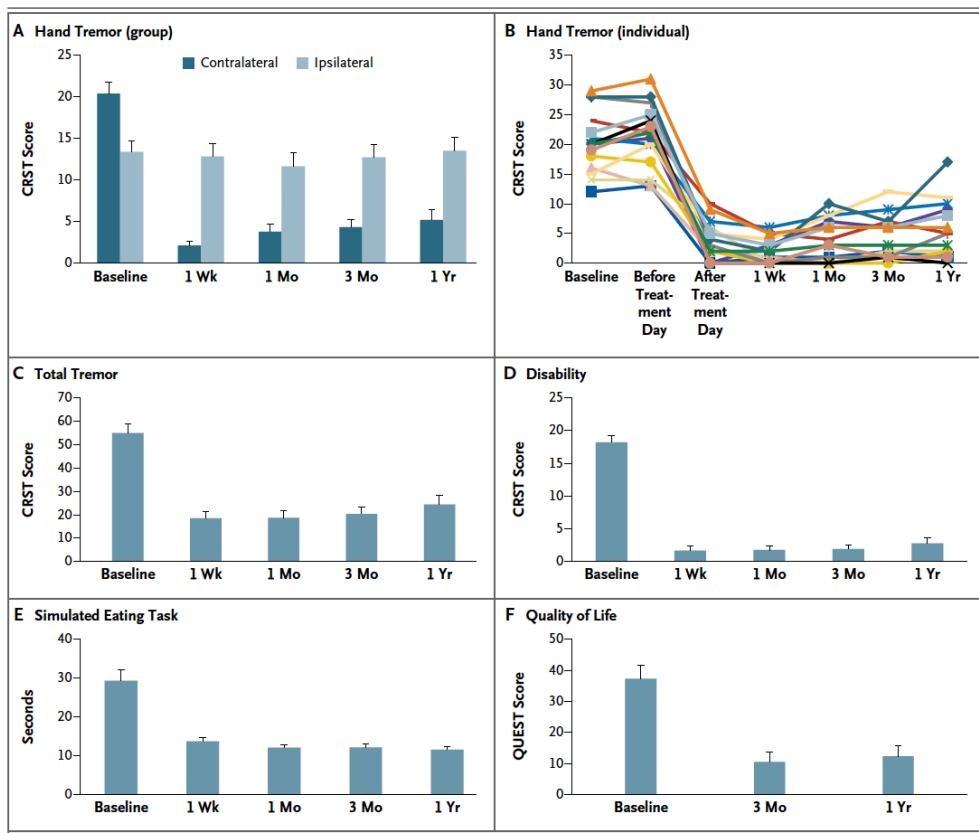 A Hand Tremor (group)
Contralateral Ipsilateral
CRST Score
25
20
15
10
5
0
Baseline 1 Wk 1 Mo 3 Mo 1 Yr
B Hand Tremor (individual)
CRST Score
35
30
25
20
15
10
5
0
Baseline Before Treat-ment Day After Treat-ment Day 1 Wk 1 Mo 3 Mo 1 Yr
C Total Tremor
CRST Score
70
60
50
40
30
20
10
0
Baseline 1 Wk 1 Mo 3 Mo 1 Yr
D Disability
CRST Score
25
20
15
10
5
0
Baseline 1 Wk 1 Mo 3 Mo 1 Yr
E Simulated Eating Task
Seconds
40
30
20
10
0
Baseline 1 Wk 1 Mo 3 Mo 1 Yr
F Quality of Life
QUEST Score
50
40
30
20
10
0
Baseline 3 Mo 1 Yr